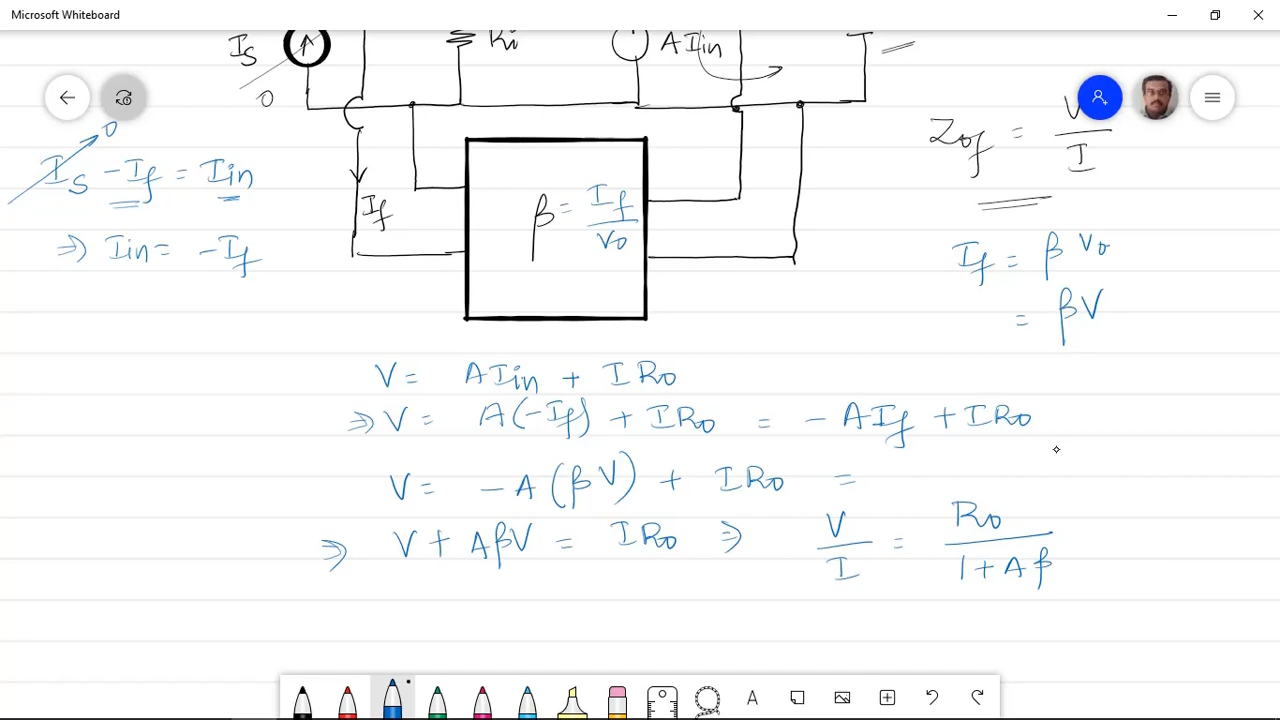 Microsoft Whiteboard
Is
0
Ri
AIin
Zof = V/I
Is - If = Iin
0
⇒ Iin = -If
If
β = If/Vo
If = β Vo
= βV
V = AIin + IRo
⇒ V = A(-If) + IRo = -AIf + IRo
V = -A(βV) + IRo =
⇒ V + AβV = IRo ⇒ V/I = Ro/(1+Aβ)
A